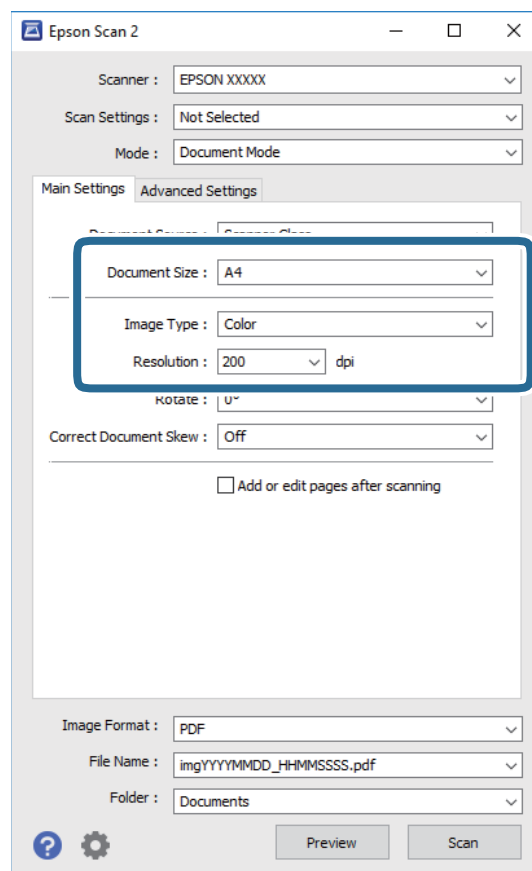 Epson Scan 2
Scanner : EPSON XXXXX
Scan Settings : Not Selected
Mode : Document Mode
Main Settings Advanced Settings
Document Size : A4
Image Type : Color
Resolution : 200 dpi
Rotate : 0°
Correct Document Skew : Off
Add or edit pages after scanning
Image Format : PDF
File Name : imgYYYYMMDD_HHMMSSSS.pdf
Folder : Documents
? Preview Scan